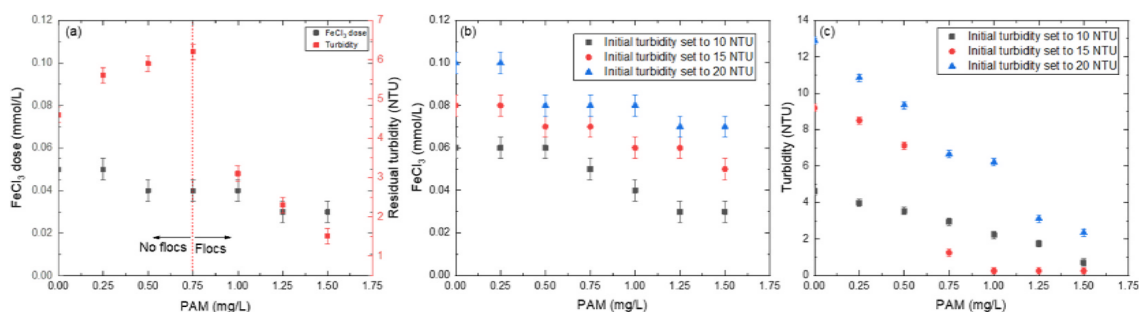 (a)
FeCl3 dose
Turbidity
0.12
0.10
0.08
0.06
0.04
0.02
0.00
FeCl3 dose (mmol/L)
7
6
5
4
3
2
1
Residual turbidity (NTU)
No flocs
Flocs
0.00 0.25 0.50 0.75 1.00 1.25 1.50 1.75
PAM (mg/L)
(b)
Initial turbidity set to 10 NTU
Initial turbidity set to 15 NTU
Initial turbidity set to 20 NTU
0.12
0.10
0.08
0.06
0.04
0.02
0.00
FeCl3 (mmol/L)
0.00 0.25 0.50 0.75 1.00 1.25 1.50 1.75
PAM (mg/L)
(c)
Initial turbidity set to 10 NTU
Initial turbidity set to 15 NTU
Initial turbidity set to 20 NTU
14
12
10
8
6
4
2
0
Turbidity (NTU)
0.00 0.25 0.50 0.75 1.00 1.25 1.50 1.75
PAM (mg/L)